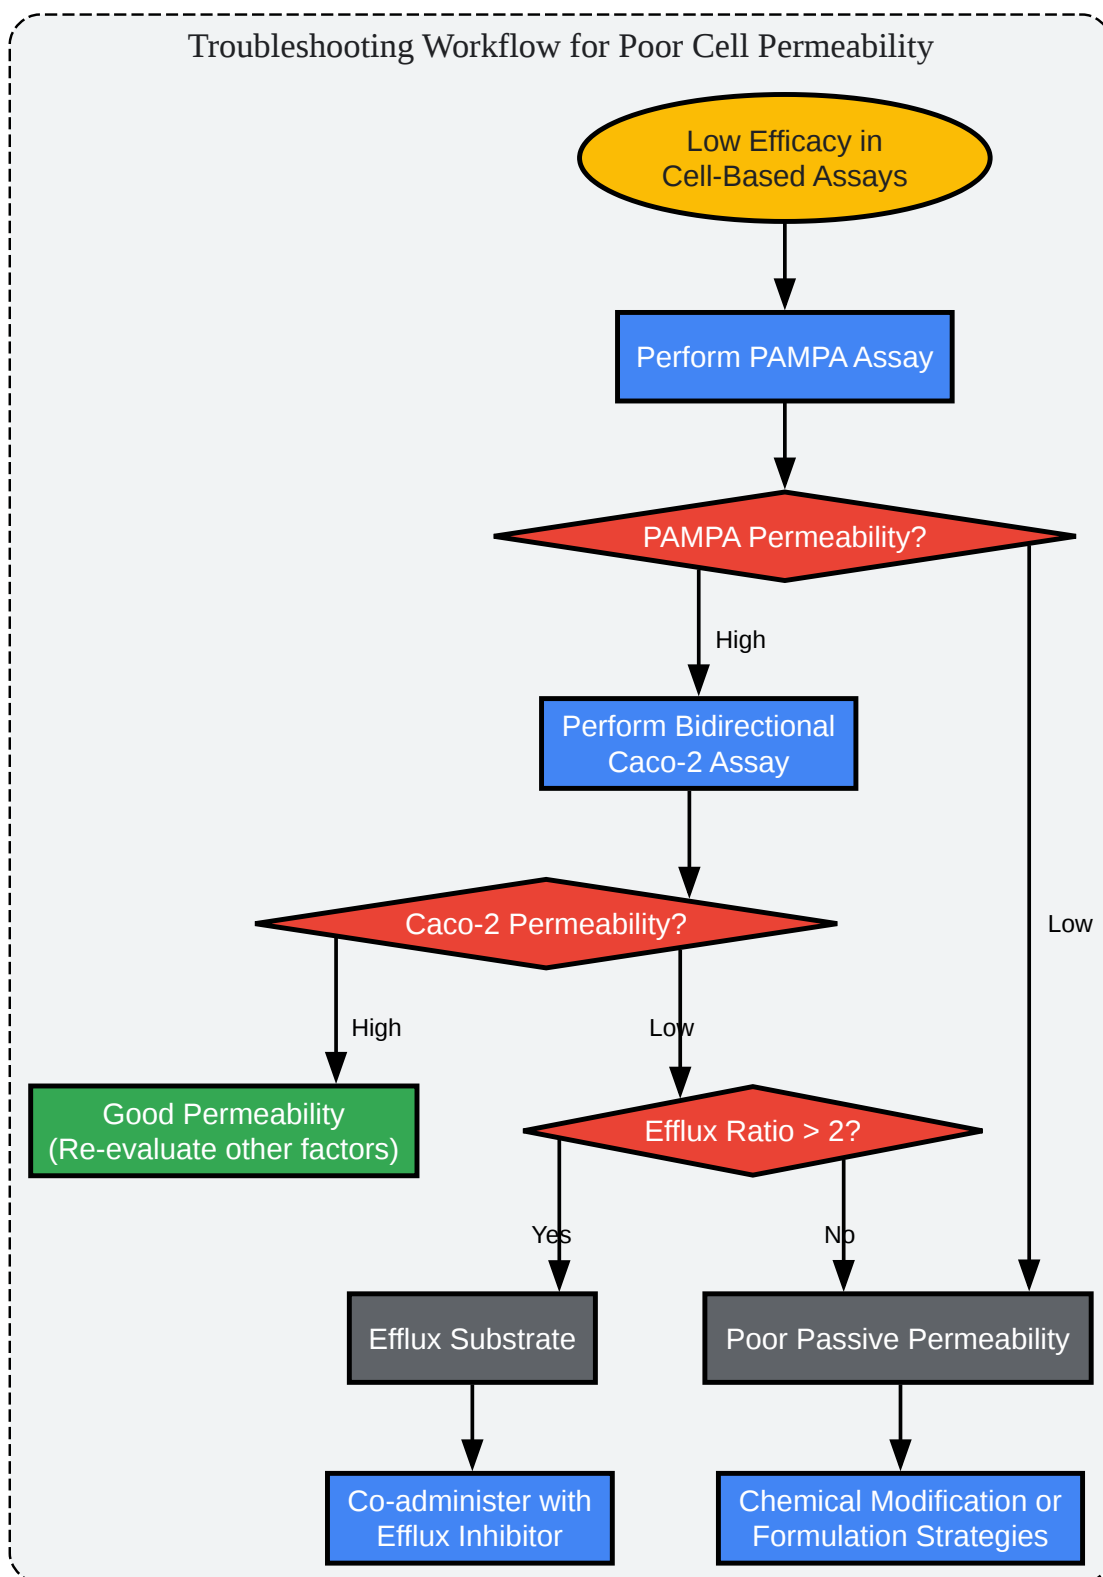 Troubleshooting Workflow for Poor Cell Permeability
Low Efficacy in
Cell-Based Assays
Perform PAMPA Assay
PAMPA Permeability?
High
Perform Bidirectional
Caco-2 Assay
Caco-2 Permeability?
Low
High
Low
Good Permeability
(Re-evaluate other factors)
Efflux Ratio > 2?
Yes
No
Efflux Substrate
Poor Passive Permeability
Co-administer with
Efflux Inhibitor
Chemical Modification or
Formulation Strategies